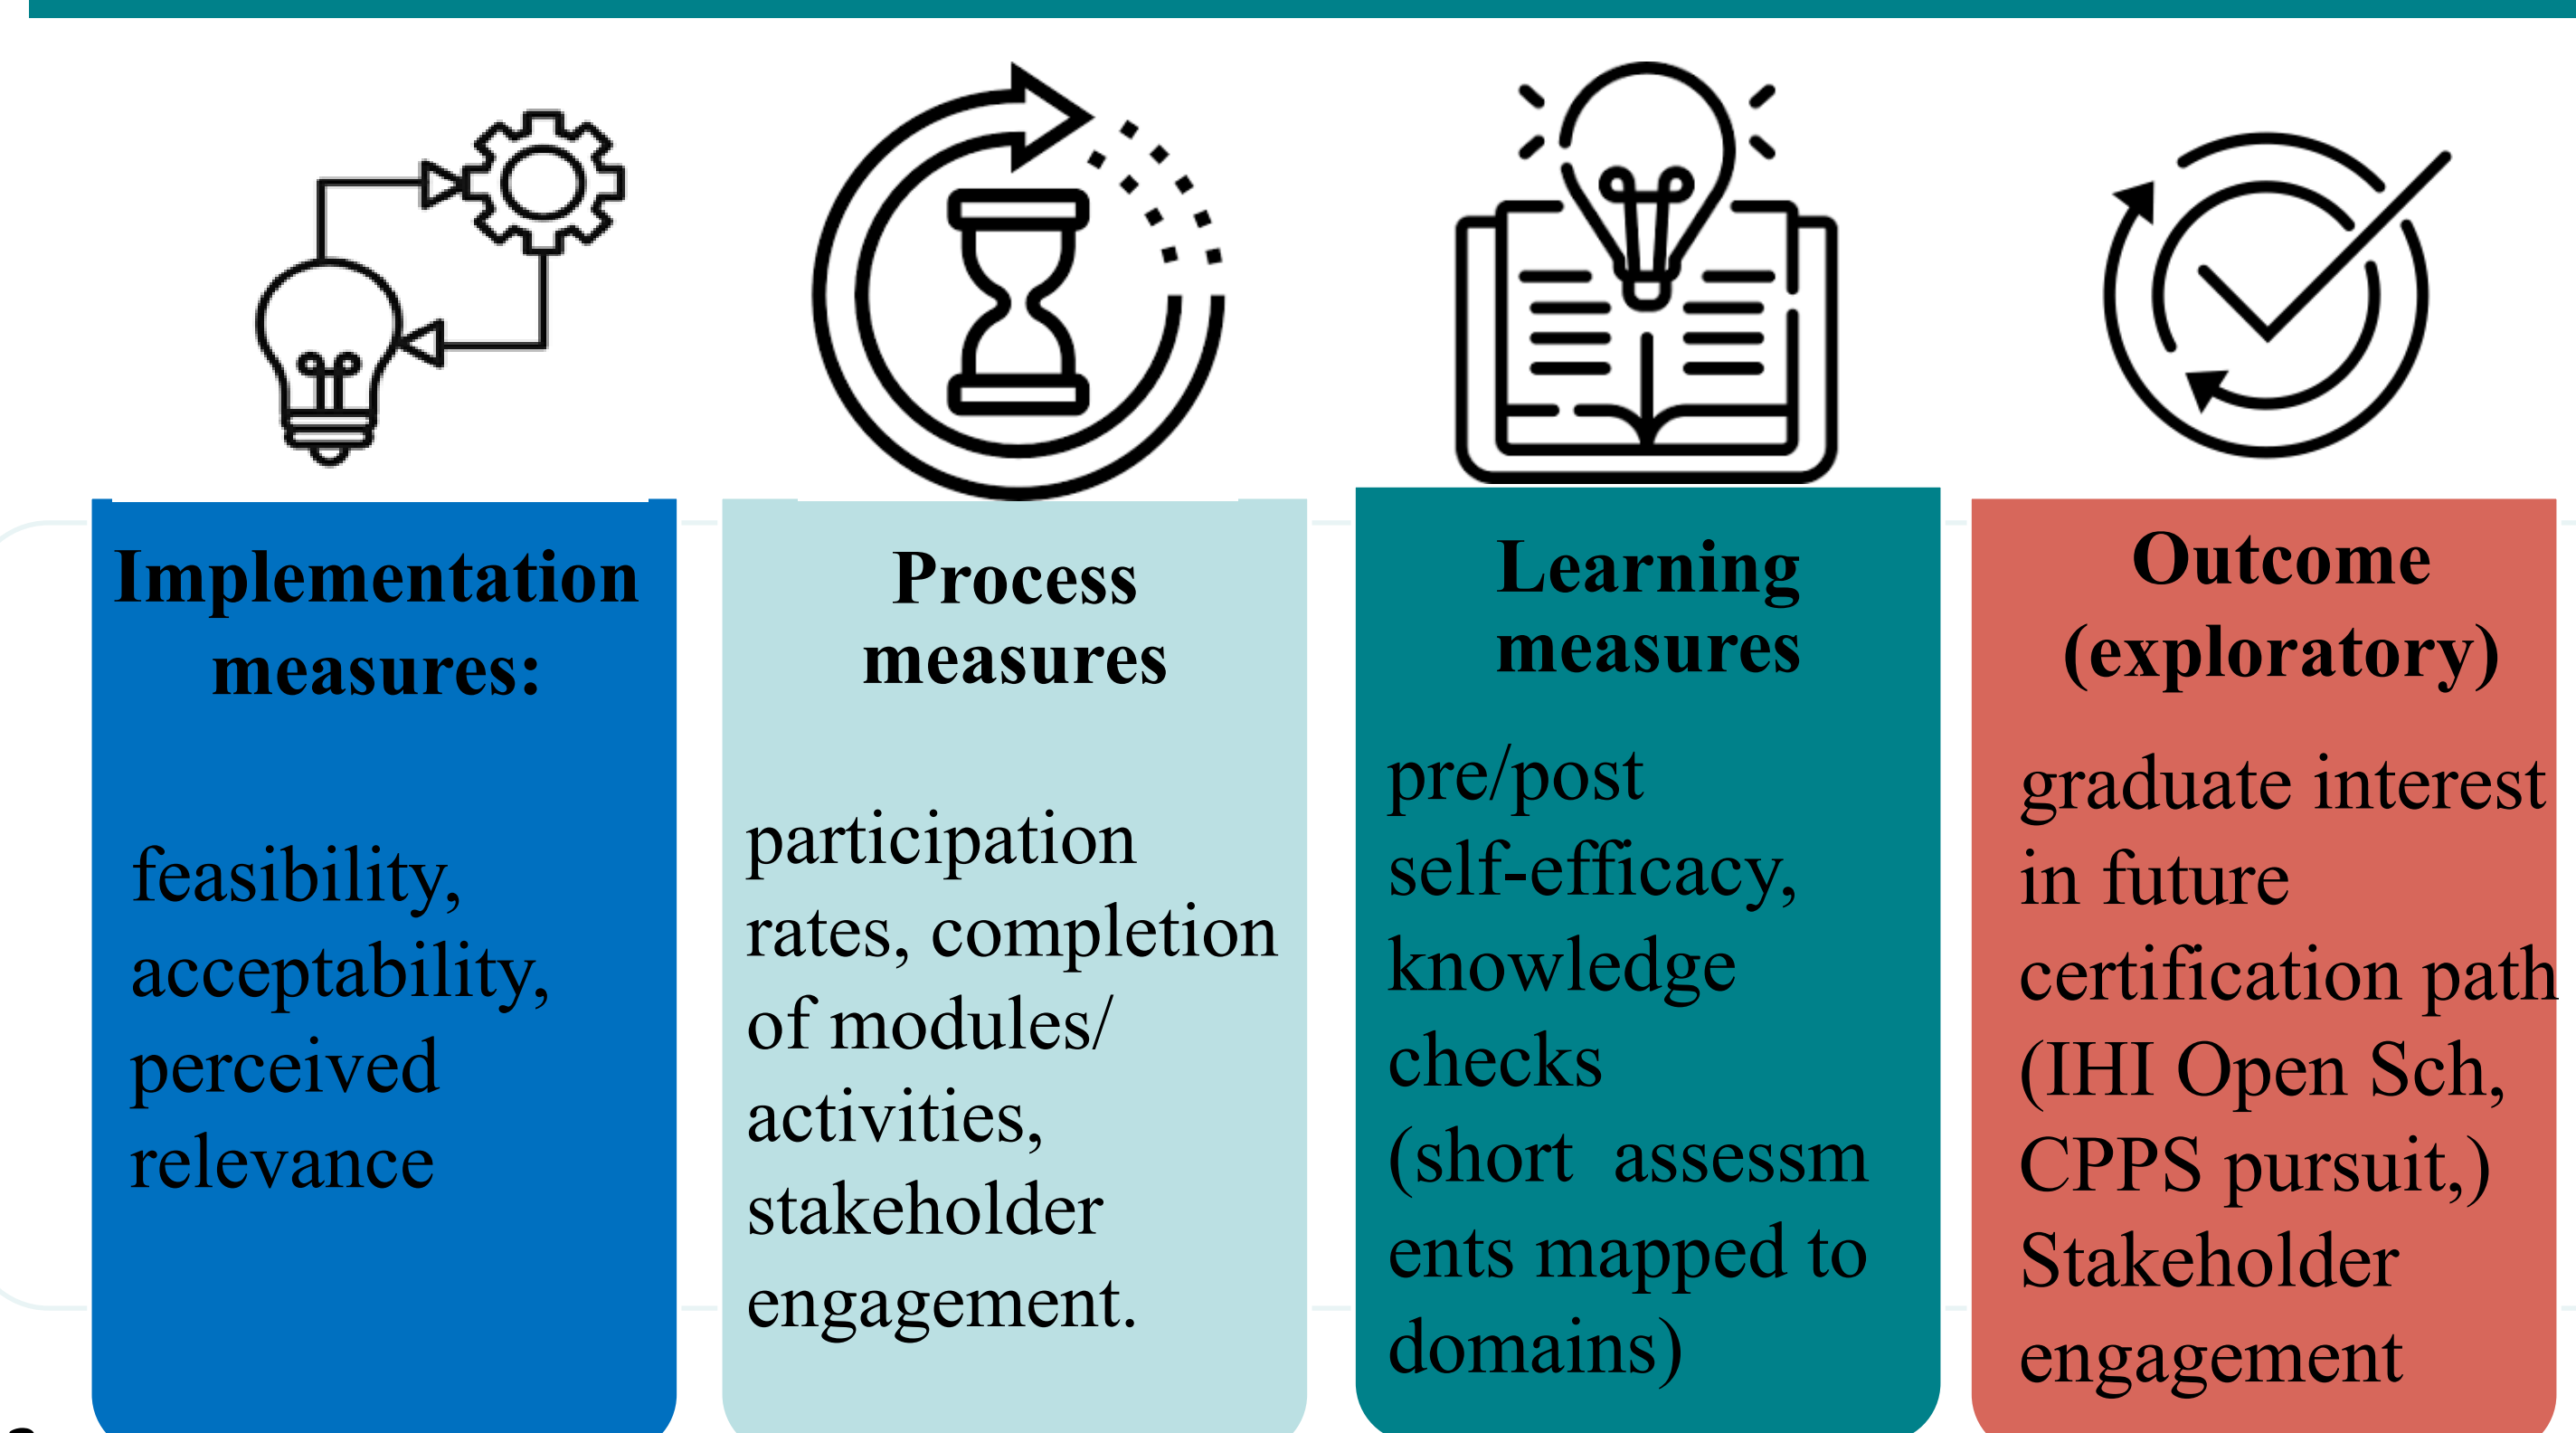 Implementation
measures:
feasibility,
acceptability,
perceived
relevance
Process
measures
participation
rates, completion
of modules/
activities,
stakeholder
engagement.
Learning
measures
pre/post
self-efficacy,
knowledge
checks
(short  assessm
ents mapped to
domains)
Outcome
(exploratory)
graduate interest
in future
certification path
(IHI Open Sch,
CPPS pursuit,)
Stakeholder
engagement